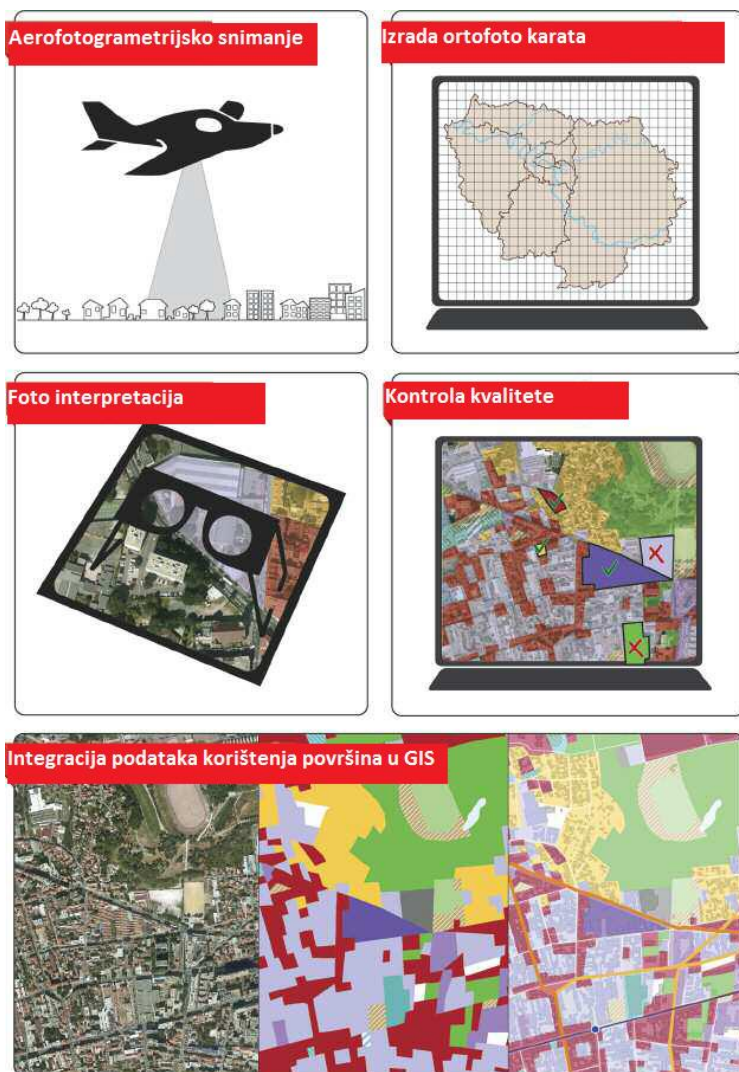 Aerofotogrametrijsko snimanje
Izrada ortofoto karata
Foto interpretacija
Kontrola kvalitete
Integracija podataka korištenja površina u GIS